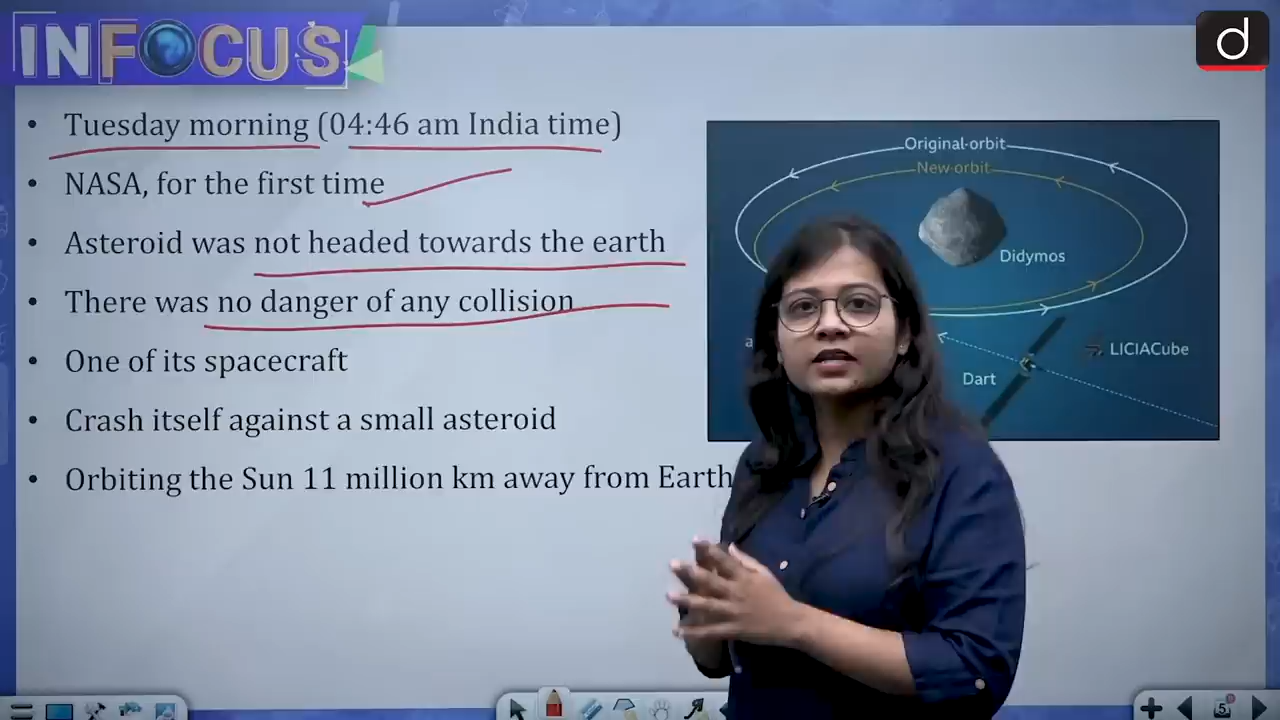 INFOCUS
d
• Tuesday morning (04:46 am India time)
• NASA, for the first time
• Asteroid was not headed towards the earth
• There was no danger of any collision
• One of its spacecraft
• Crash itself against a small asteroid
• Orbiting the Sun 11 million km away from Earth
Original orbit
New orbit
Didymos
LICIACube
Dart
5